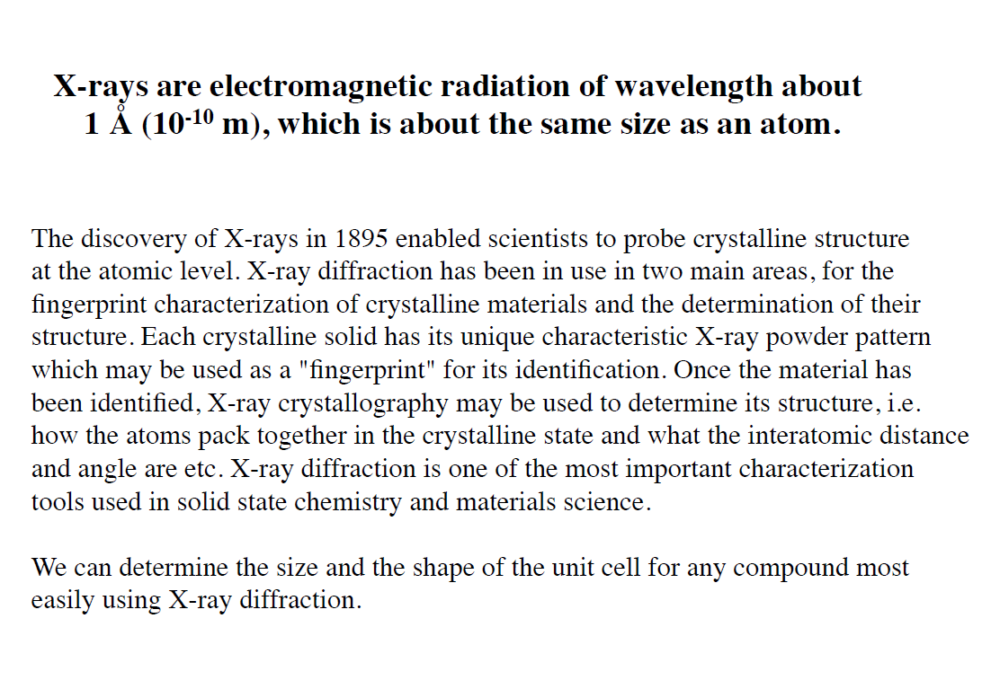 X-rays are electromagnetic radiation of wavelength about
1 Å (10⁻¹⁰ m), which is about the same size as an atom.
The discovery of X-rays in 1895 enabled scientists to probe crystalline structure
at the atomic level. X-ray diffraction has been in use in two main areas, for the
fingerprint characterization of crystalline materials and the determination of their
structure. Each crystalline solid has its unique characteristic X-ray powder pattern
which may be used as a "fingerprint" for its identification. Once the material has
been identified, X-ray crystallography may be used to determine its structure, i.e.
how the atoms pack together in the crystalline state and what the interatomic distance
and angle are etc. X-ray diffraction is one of the most important characterization
tools used in solid state chemistry and materials science.
We can determine the size and the shape of the unit cell for any compound most
easily using X-ray diffraction.